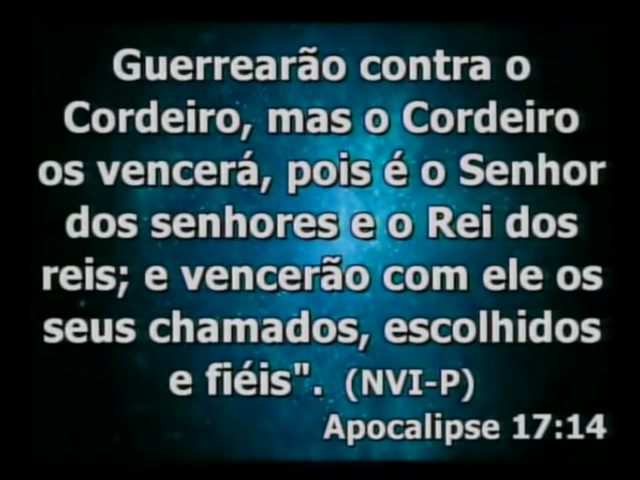 Guerrearão contra o
Cordeiro, mas o Cordeiro
os vencerá, pois é o Senhor
dos senhores e o Rei dos
reis; e vencerão com ele os
seus chamados, escolhidos
e fiéis". (NVI-P)
Apocalipse 17:14